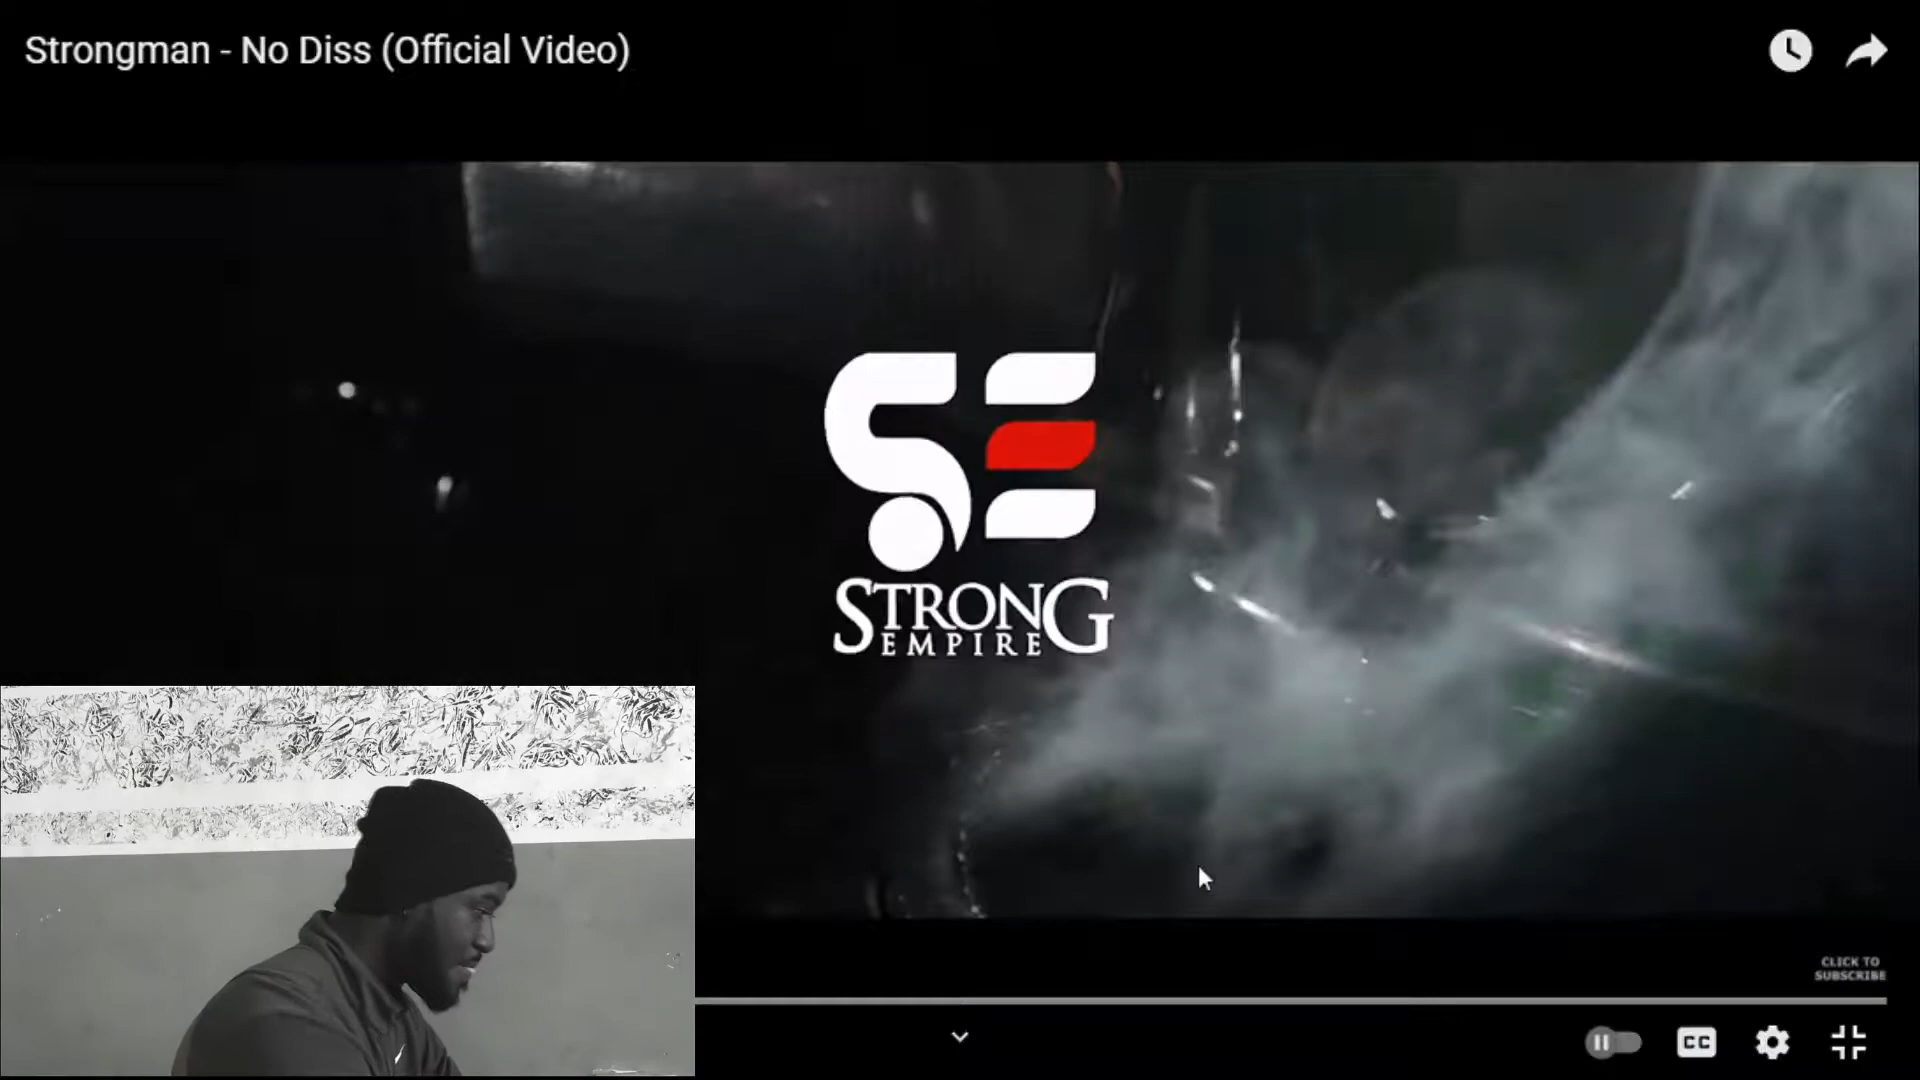 Strongman - No Diss (Official Video)
SE
STRONG
EMPIRE
CLICK TO
SUBSCRIBE
CC